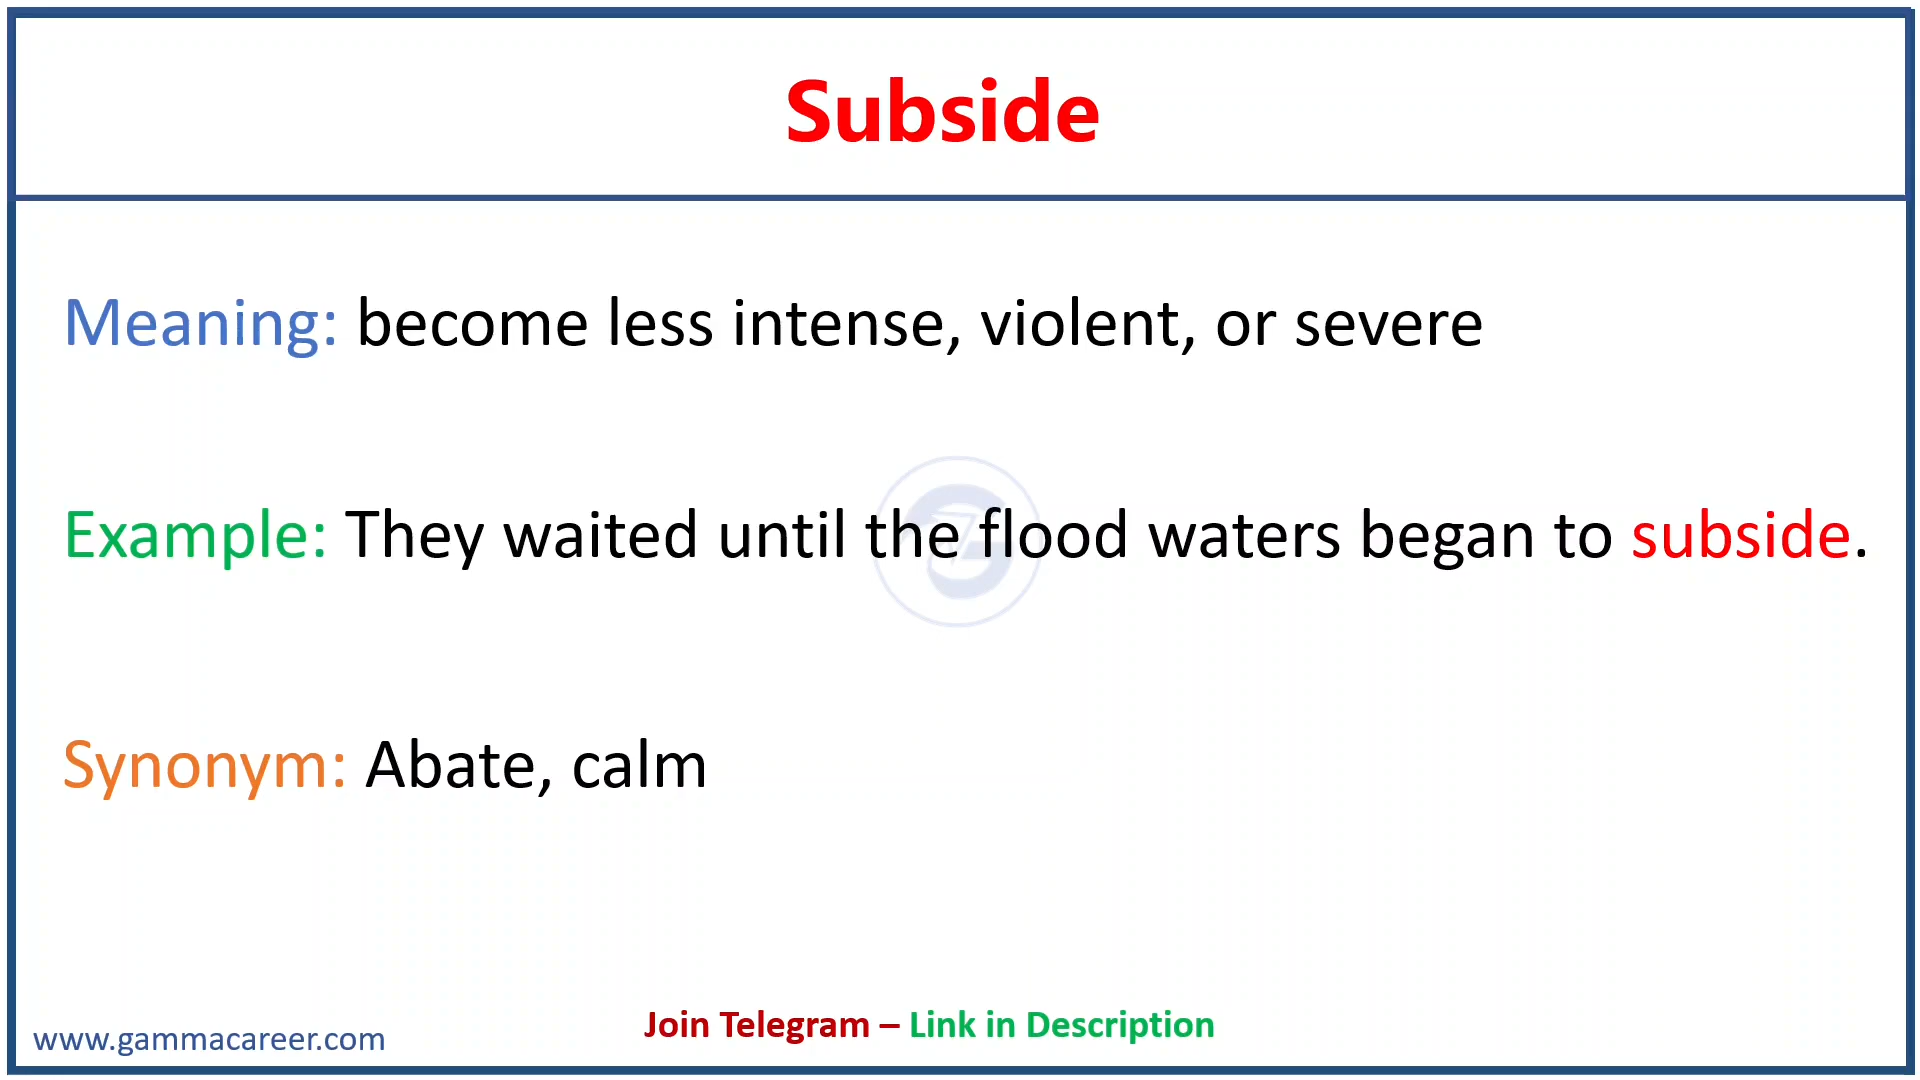 Subside
Meaning: become less intense, violent, or severe
Example: They waited until the flood waters began to subside.
Synonym: Abate, calm
Join Telegram – Link in Description
www.gammacareer.com